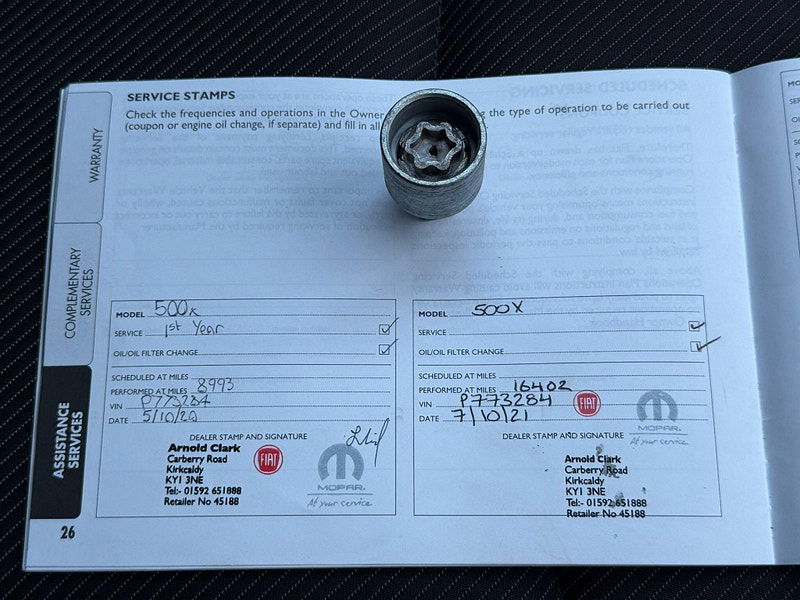 SERVICE STAMPS
Check the frequencies and operations in the Owner g the type of operation to be carried out
(coupon or engine oil change, if separate) and fill in all
WARRANTY
COMPLEMENTARY
SERVICES
ASSISTANCE
SERVICES
26
MODEL 500x
SERVICE 1st Year
OIL/OIL FILTER CHANGE
SCHEDULED AT MILES
PERFORMED AT MILES 8993
VIN P773284
DATE 5/10/20
DEALER STAMP AND SIGNATURE
Arnold Clark
Carberry Road
Kirkcaldy
KY1 3NE
Tel:- 01592 651888
Retailer No 45188
FIAT
MOPAR
At your service
MODEL 500X
SERVICE
OIL/OIL FILTER CHANGE
SCHEDULED AT MILES
PERFORMED AT MILES 16402
VIN P773284
DATE 7/10/21
FIAT
MOPAR
At your service
DEALER STAMP AND SIGNATURE
Arnold Clark
Carberry Road
Kirkcaldy
KY1 3NE
Tel:- 01592 651888
Retailer No 45188